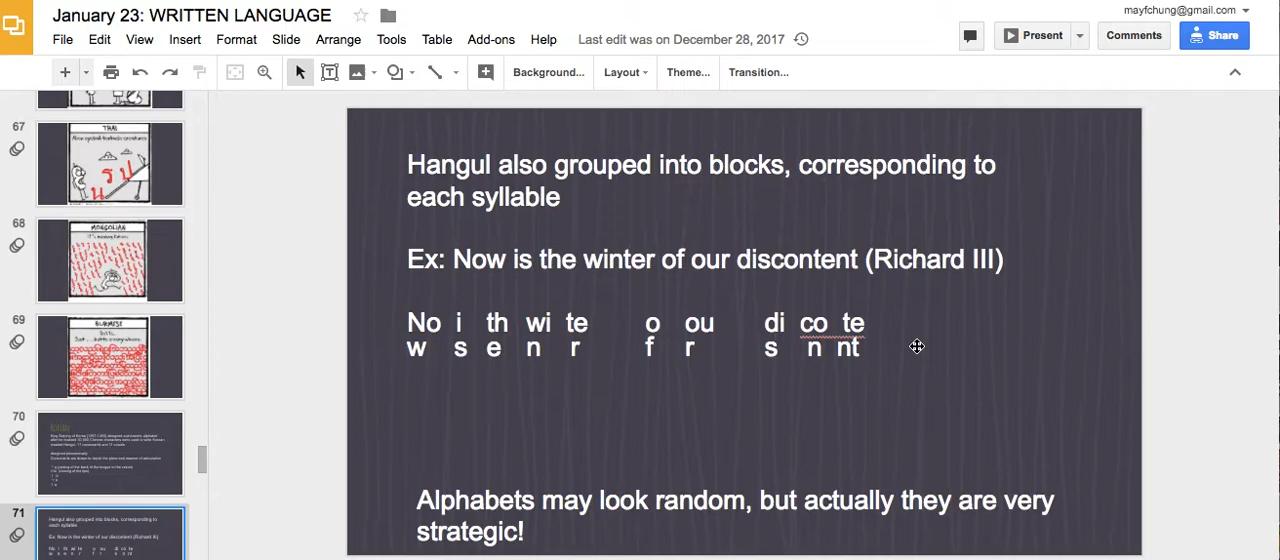 January 23: WRITTEN LANGUAGE
mayfchung@gmail.com
File Edit View Insert Format Slide Arrange Tools Table Add-ons Help Last edit was on December 28, 2017
Present Comments Share
Background... Layout Theme... Transition...
67
THAI
68
MONGOLIAN
69
BURMESE
70
71
Hangul also grouped into blocks, corresponding to
each syllable
Ex: Now is the winter of our discontent (Richard III)
No i th wi te o ou di co te
w s e n r f r s n nt
Alphabets may look random, but actually they are very
strategic!